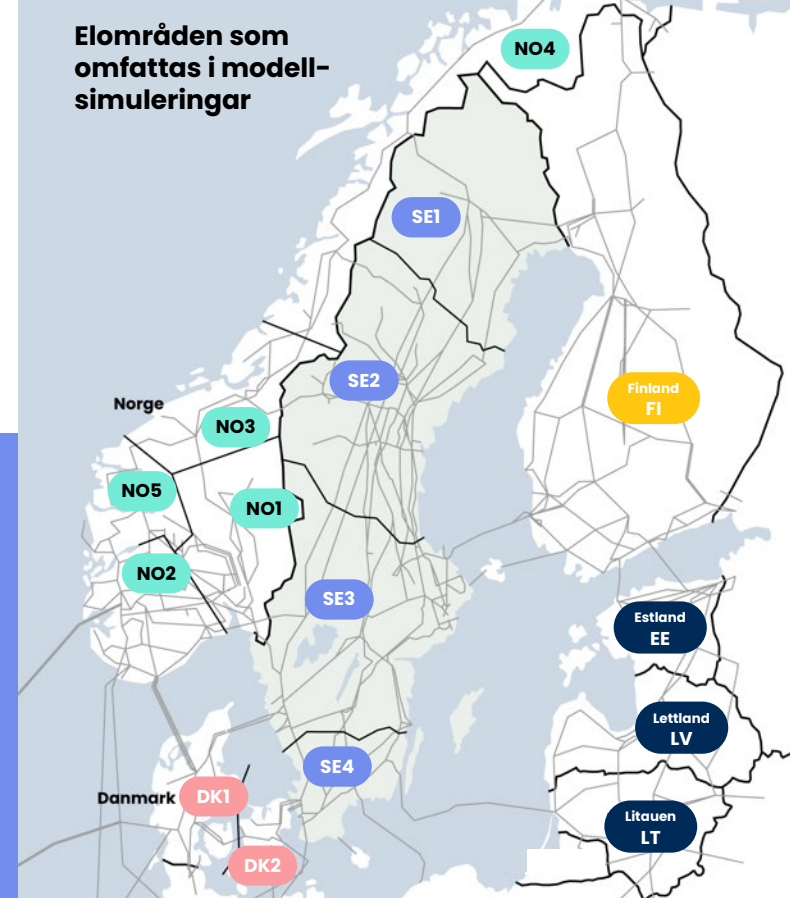 Elområden som
omfattas i modell-
simuleringar
NO4
SE1
SE2
Finland
FI
Norge
NO3
NO5
NO1
NO2
SE3
Estland
EE
Lettland
LV
SE4
Danmark
DK1
Litauen
LT
DK2